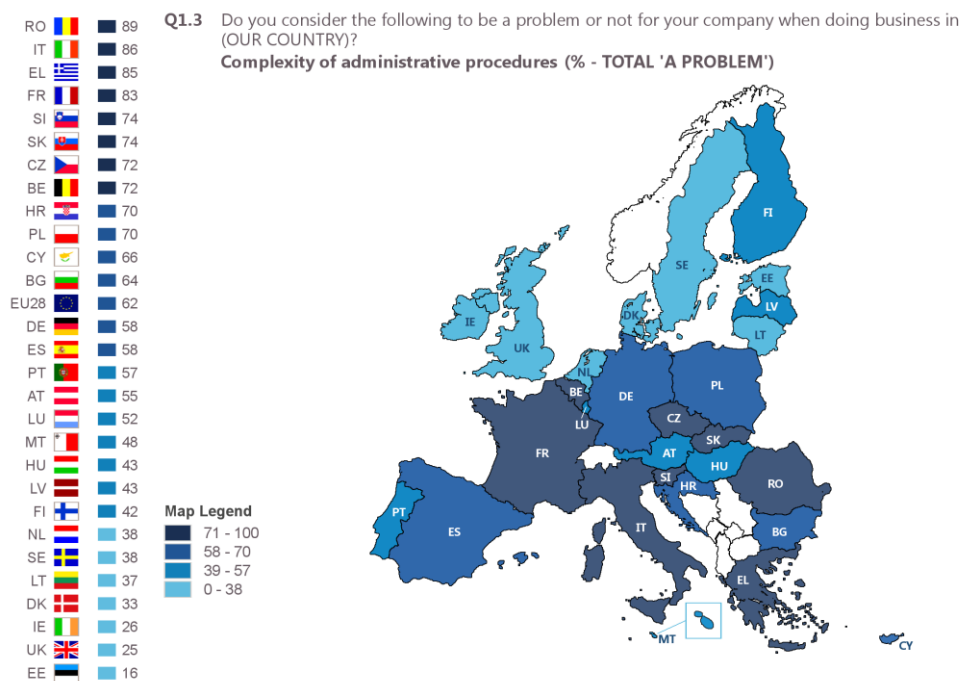 Q1.3 Do you consider the following to be a problem or not for your company when doing business in
(OUR COUNTRY)?
Complexity of administrative procedures (% - TOTAL 'A PROBLEM')
RO 89
IT 86
EL 85
FR 83
SI 74
SK 74
CZ 72
BE 72
HR 70
PL 70
CY 66
BG 64
EU28 62
DE 58
ES 58
PT 57
AT 55
LU 52
MT 48
HU 43
LV 43
FI 42
NL 38
SE 38
LT 37
DK 33
IE 26
UK 25
EE 16
Map Legend
71 - 100
58 - 70
39 - 57
0 - 38
FI
SE
EE
LV
DK
LT
IE
UK
NL
PL
BE
DE
CZ
LU
SK
FR
AT
HU
SI
HR
RO
PT
ES
IT
BG
EL
MT
CY